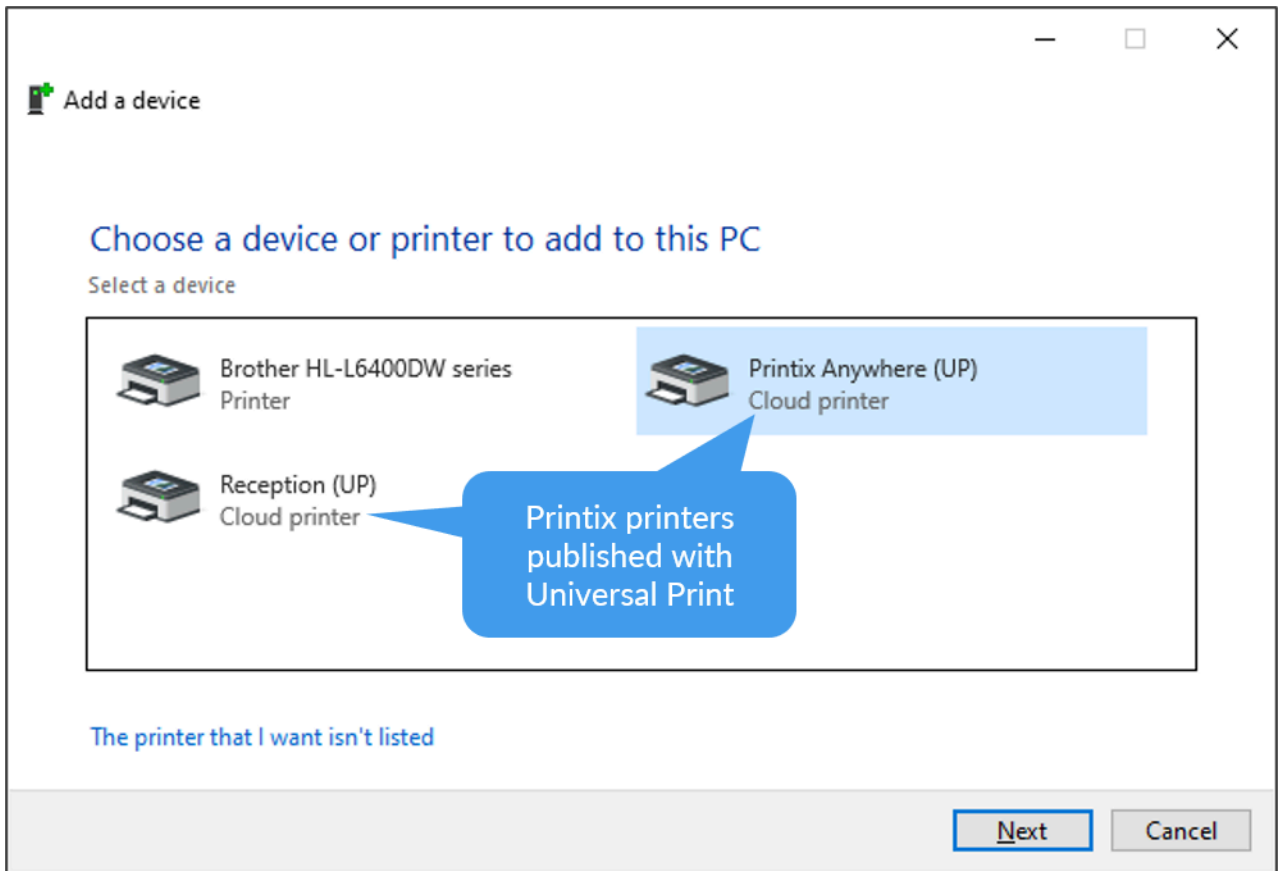 Add a device
Choose a device or printer to add to this PC
Select a device
Brother HL-L6400DW series
Printer
Printix Anywhere (UP)
Cloud printer
Reception (UP)
Cloud printer
Printix printers
published with
Universal Print
The printer that I want isn't listed
Next
Cancel